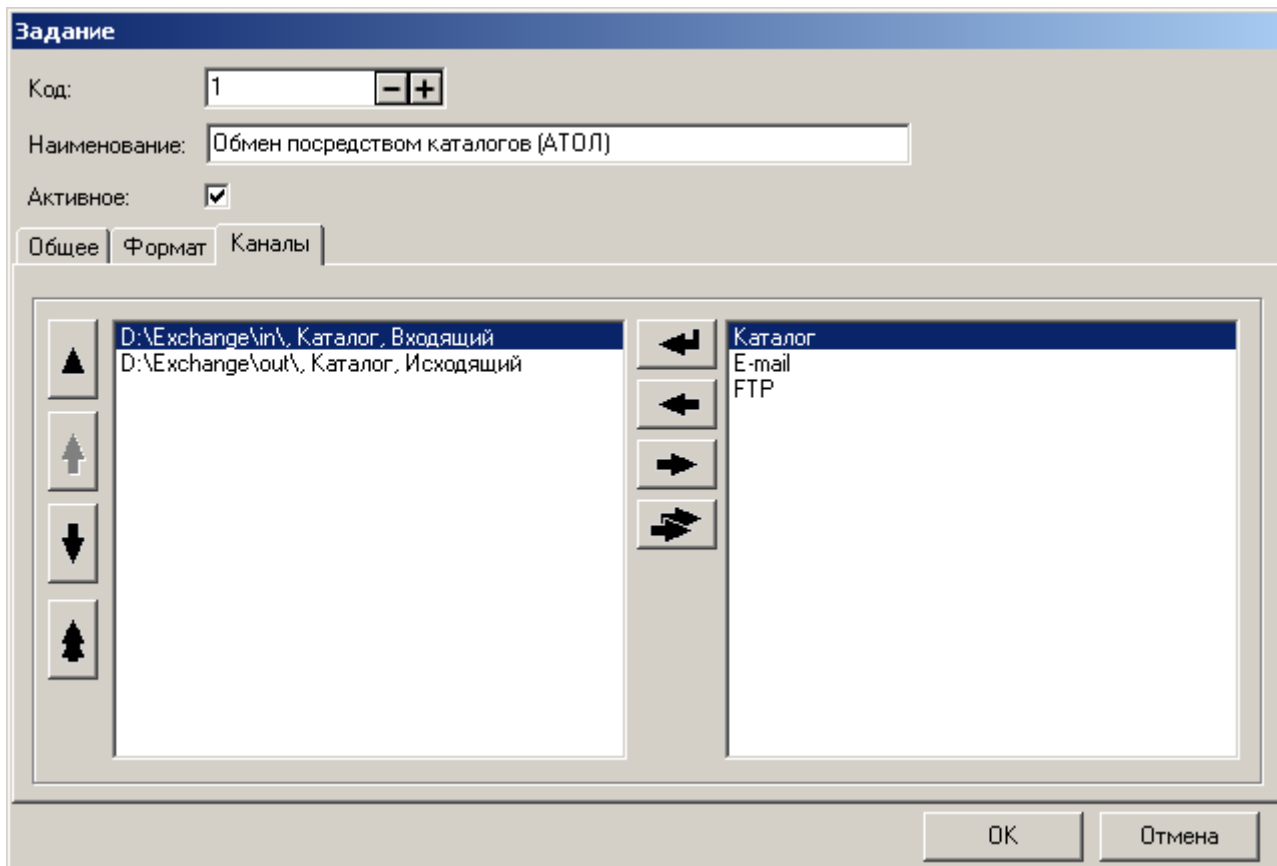 Задание
Код: 1
Наименование: Обмен посредством каталогов (АТОЛ)
Активное:
Общее Формат Каналы
D:\Exchange\in\, Каталог, Входящий
D:\Exchange\out\, Каталог, Исходящий
Каталог
E-mail
FTP
OK Отмена